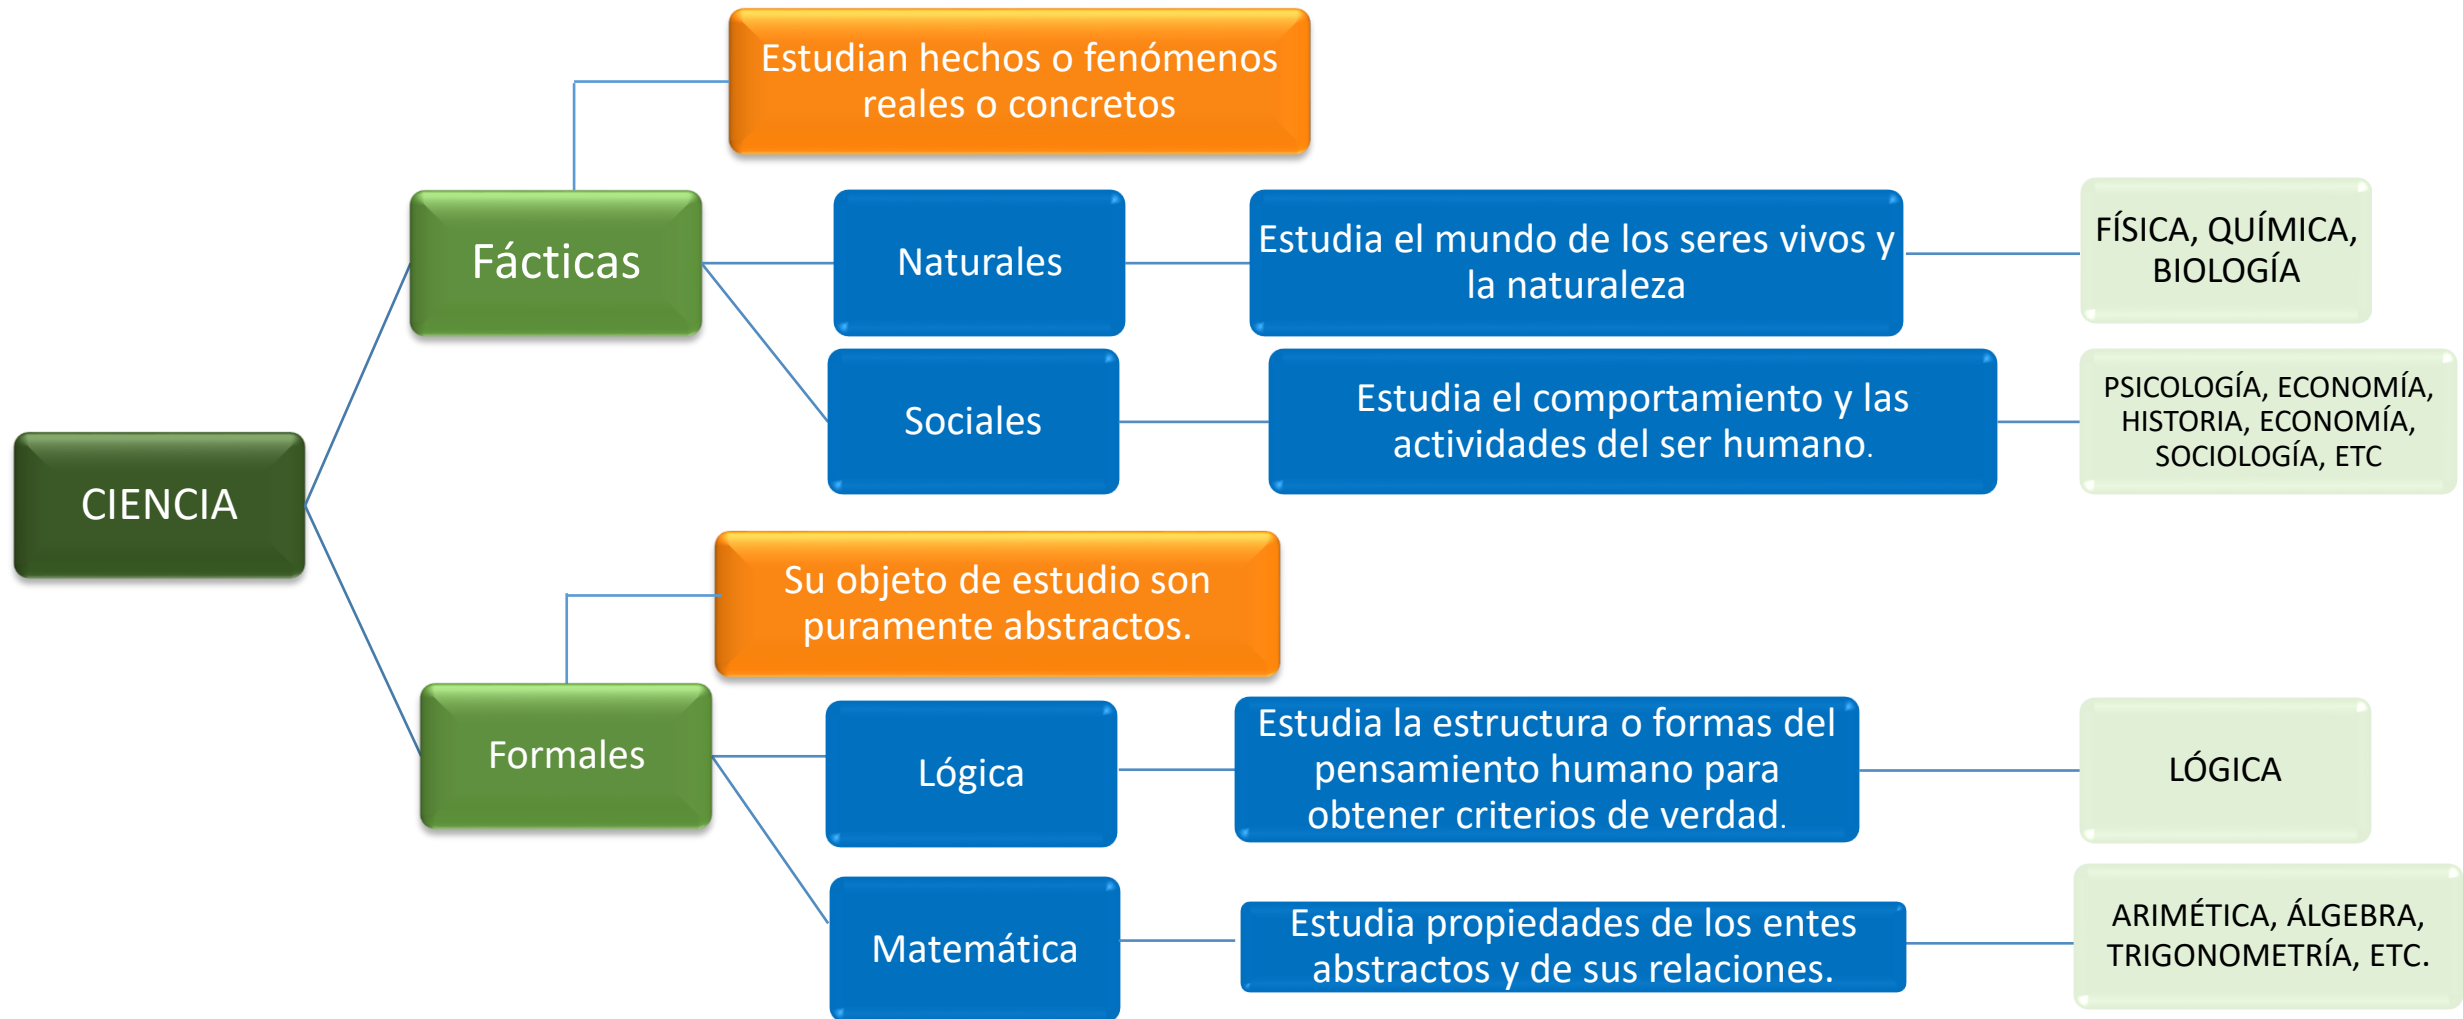 Estudian hechos o fenómenos
reales o concretos
Fácticas
Naturales
Estudia el mundo de los seres vivos y
la naturaleza
FÍSICA, QUÍMICA,
BIOLOGÍA
Sociales
Estudia el comportamiento y las
actividades del ser humano.
PSICOLOGÍA, ECONOMÍA,
HISTORIA, ECONOMÍA,
SOCIOLOGÍA, ETC
CIENCIA
Su objeto de estudio son
puramente abstractos.
Formales
Lógica
Estudia la estructura o formas del
pensamiento humano para
obtener criterios de verdad.
LÓGICA
Matemática
Estudia propiedades de los entes
abstractos y de sus relaciones.
ARIMÉTICA, ÁLGEBRA,
TRIGONOMETRÍA, ETC.